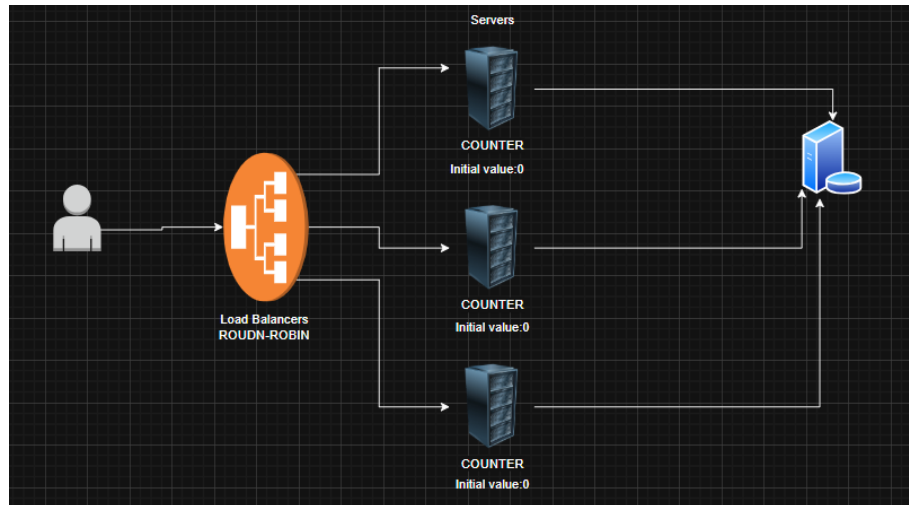 Servers
COUNTER
Initial value:0
COUNTER
Initial value:0
Load Balancers
ROUDN-ROBIN
COUNTER
Initial value:0